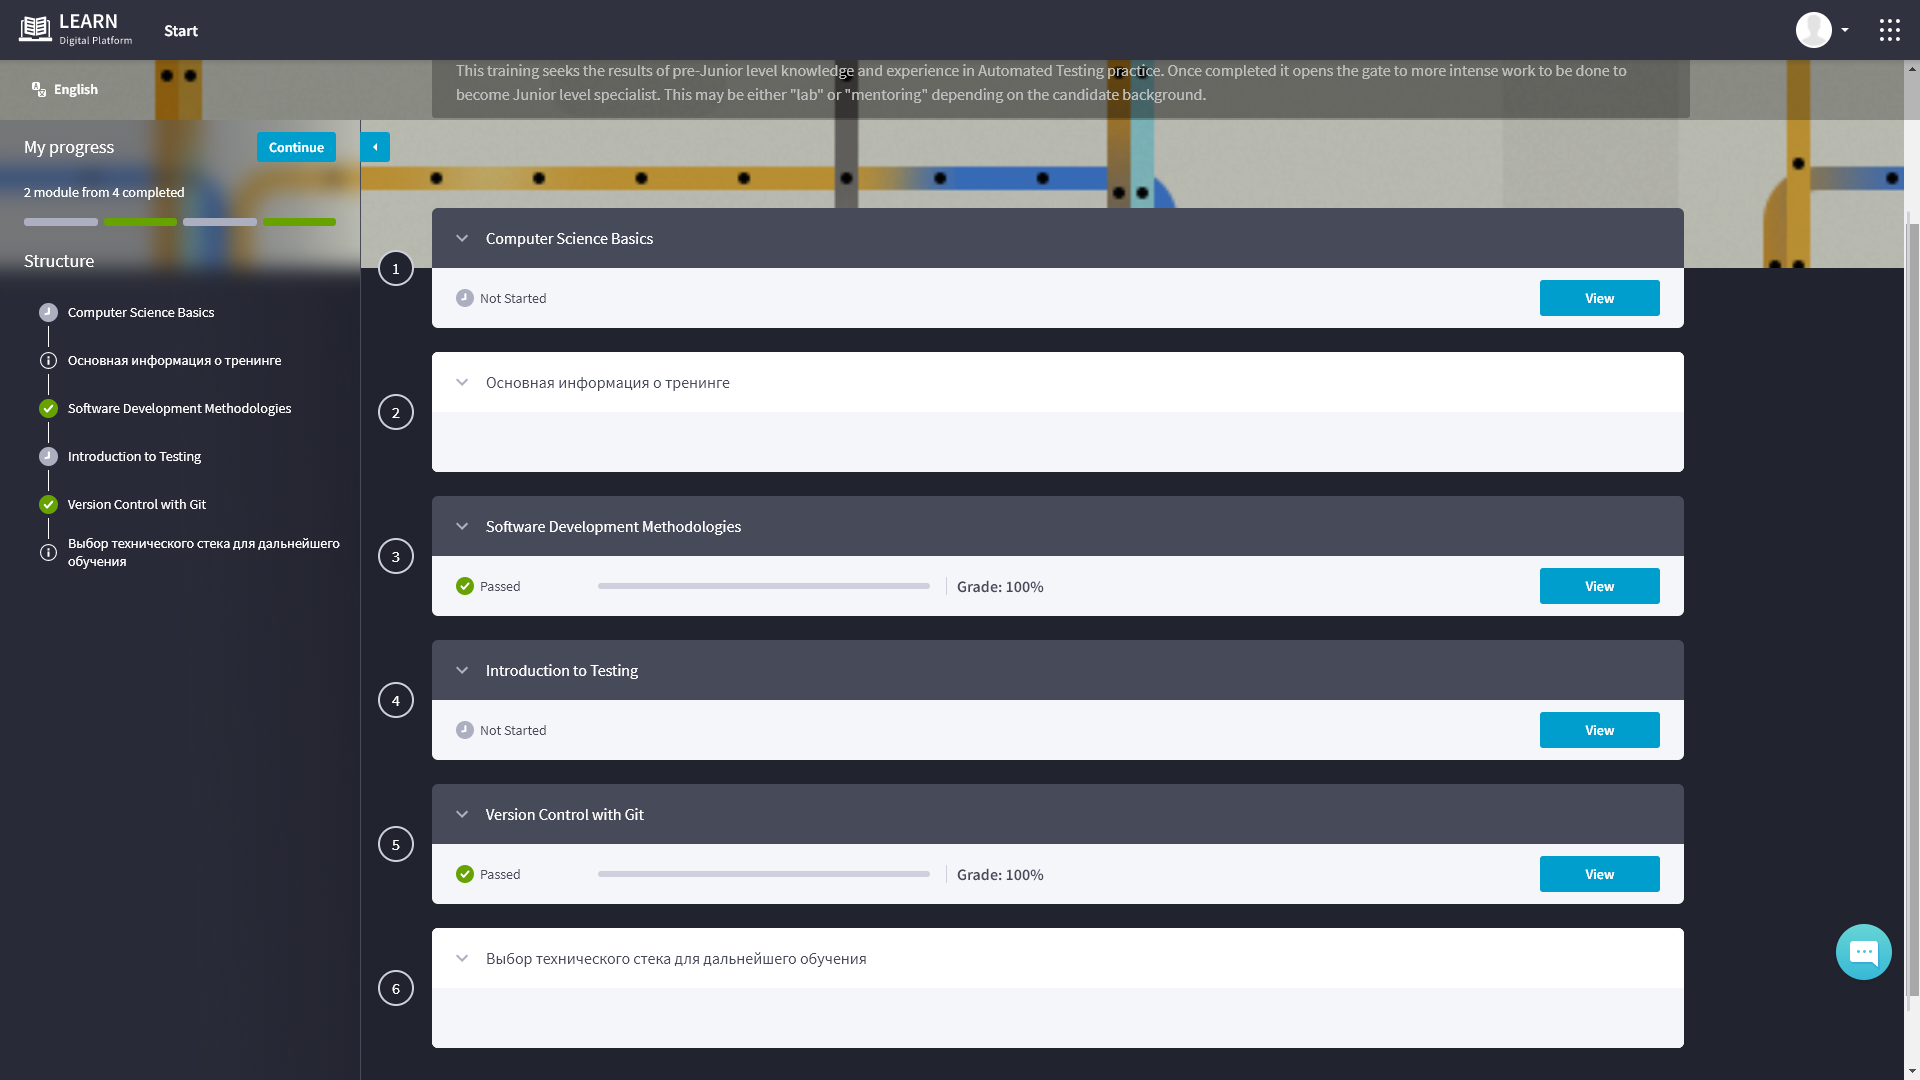 LEARN
Digital Platform
Start
English
This training seeks the results of pre-Junior level knowledge and experience in Automated Testing practice. Once completed it opens the gate to more intense work to be done to
become Junior level specialist. This may be either "lab" or "mentoring" depending on the candidate background.
My progress
Continue
2 module from 4 completed
Structure
Computer Science Basics
Основная информация о тренинге
Software Development Methodologies
Introduction to Testing
Version Control with Git
Выбор технического стека для дальнейшего
обучения
1
Computer Science Basics
Not Started
View
2
Основная информация о тренинге
3
Software Development Methodologies
Passed
Grade: 100%
View
4
Introduction to Testing
Not Started
View
5
Version Control with Git
Passed
Grade: 100%
View
6
Выбор технического стека для дальнейшего обучения